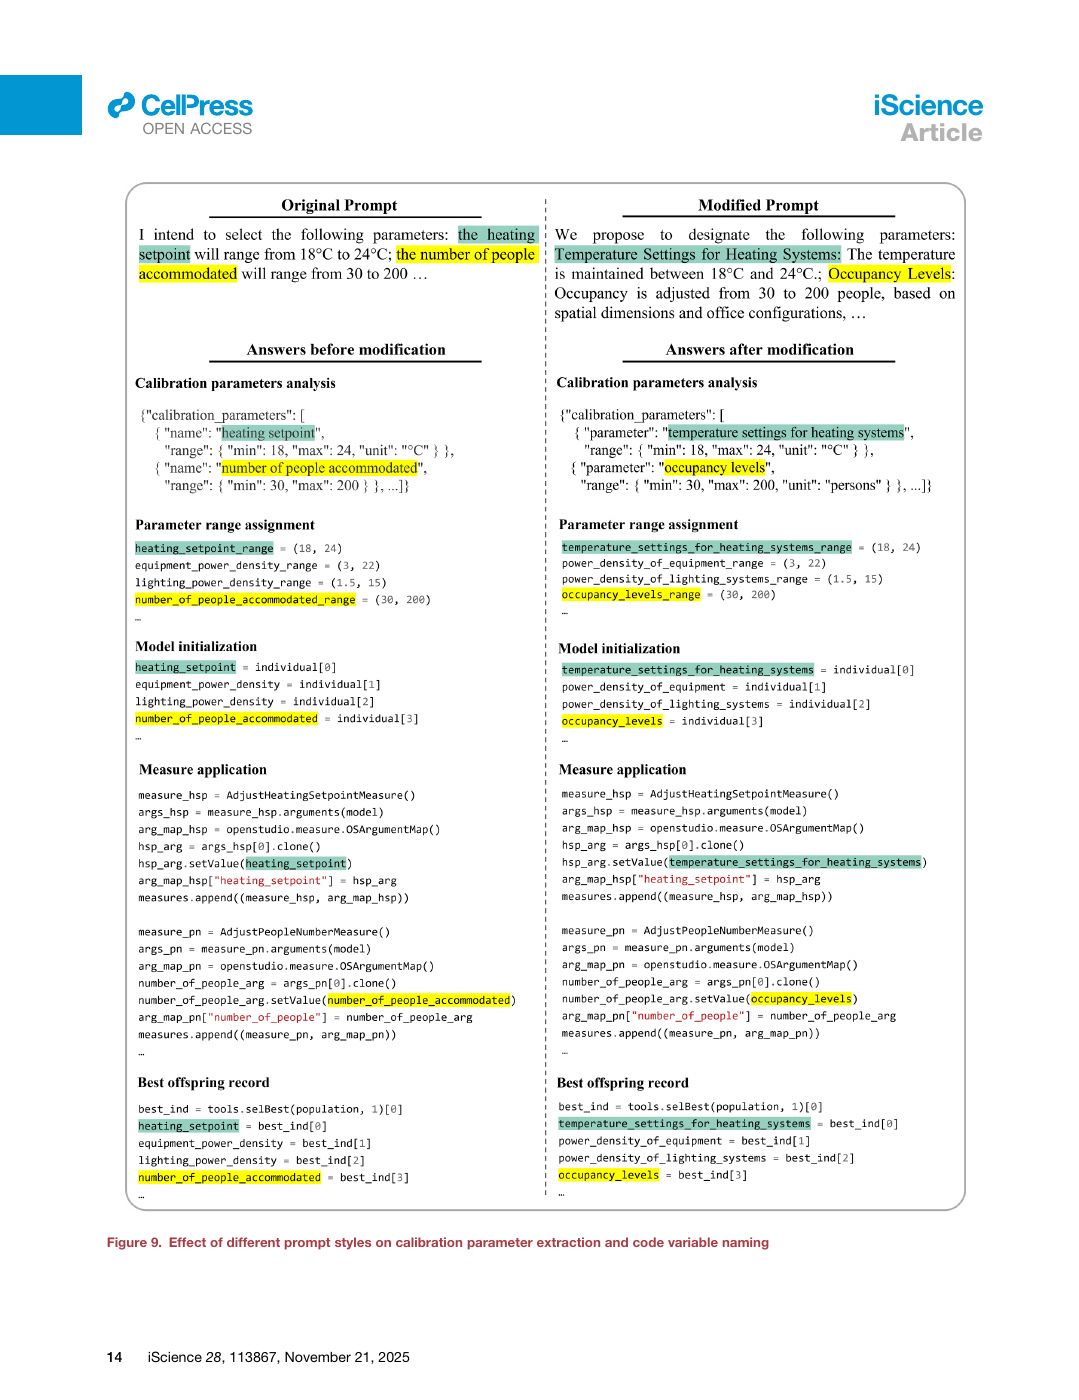 CellPress
OPEN ACCESS
iScience
Article
Original Prompt
I intend to select the following parameters: the heating
setpoint will range from 18°C to 24°C; the number of people
accommodated will range from 30 to 200 …
Answers before modification
Calibration parameters analysis
{"calibration_parameters": [
{ "name": "heating setpoint",
"range": { "min": 18, "max": 24, "unit": "°C" } },
{ "name": "number of people accommodated",
"range": { "min": 30, "max": 200 } }, ...]}
Parameter range assignment
heating_setpoint_range = (18, 24)
equipment_power_density_range = (3, 22)
lighting_power_density_range = (1.5, 15)
number_of_people_accommodated_range = (30, 200)
…
Model initialization
heating_setpoint = individual[0]
equipment_power_density = individual[1]
lighting_power_density = individual[2]
number_of_people_accommodated = individual[3]
…
Measure application
measure_hsp = AdjustHeatingSetpointMeasure()
args_hsp = measure_hsp.arguments(model)
arg_map_hsp = openstudio.measure.OSArgumentMap()
hsp_arg = args_hsp[0].clone()
hsp_arg.setValue(heating_setpoint)
arg_map_hsp["heating_setpoint"] = hsp_arg
measures.append((measure_hsp, arg_map_hsp))
measure_pn = AdjustPeopleNumberMeasure()
args_pn = measure_pn.arguments(model)
arg_map_pn = openstudio.measure.OSArgumentMap()
number_of_people_arg = args_pn[0].clone()
number_of_people_arg.setValue(number_of_people_accommodated)
arg_map_pn["number_of_people"] = number_of_people_arg
measures.append((measure_pn, arg_map_pn))
…
Best offspring record
best_ind = tools.selBest(population, 1)[0]
heating_setpoint = best_ind[0]
equipment_power_density = best_ind[1]
lighting_power_density = best_ind[2]
number_of_people_accommodated = best_ind[3]
…
Modified Prompt
We propose to designate the following parameters:
Temperature Settings for Heating Systems: The temperature
is maintained between 18°C and 24°C.; Occupancy Levels:
Occupancy is adjusted from 30 to 200 people, based on
spatial dimensions and office configurations, …
Answers after modification
Calibration parameters analysis
{"calibration_parameters": [
{ "parameter": "temperature settings for heating systems",
"range": { "min": 18, "max": 24, "unit": "°C" } },
{ "parameter": "occupancy levels",
"range": { "min": 30, "max": 200, "unit": "persons" } }, ...]}
Parameter range assignment
temperature_settings_for_heating_systems_range = (18, 24)
power_density_of_equipment_range = (3, 22)
power_density_of_lighting_systems_range = (1.5, 15)
occupancy_levels_range = (30, 200)
…
Model initialization
temperature_settings_for_heating_systems = individual[0]
power_density_of_equipment = individual[1]
power_density_of_lighting_systems = individual[2]
occupancy_levels = individual[3]
…
Measure application
measure_hsp = AdjustHeatingSetpointMeasure()
args_hsp = measure_hsp.arguments(model)
arg_map_hsp = openstudio.measure.OSArgumentMap()
hsp_arg = args_hsp[0].clone()
hsp_arg.setValue(temperature_settings_for_heating_systems)
arg_map_hsp["heating_setpoint"] = hsp_arg
measures.append((measure_hsp, arg_map_hsp))
measure_pn = AdjustPeopleNumberMeasure()
args_pn = measure_pn.arguments(model)
arg_map_pn = openstudio.measure.OSArgumentMap()
number_of_people_arg = args_pn[0].clone()
number_of_people_arg.setValue(occupancy_levels)
arg_map_pn["number_of_people"] = number_of_people_arg
measures.append((measure_pn, arg_map_pn))
…
Best offspring record
best_ind = tools.selBest(population, 1)[0]
temperature_settings_for_heating_systems = best_ind[0]
power_density_of_equipment = best_ind[1]
power_density_of_lighting_systems = best_ind[2]
occupancy_levels = best_ind[3]
…
Figure 9. Effect of different prompt styles on calibration parameter extraction and code variable naming
14 iScience 28, 113867, November 21, 2025